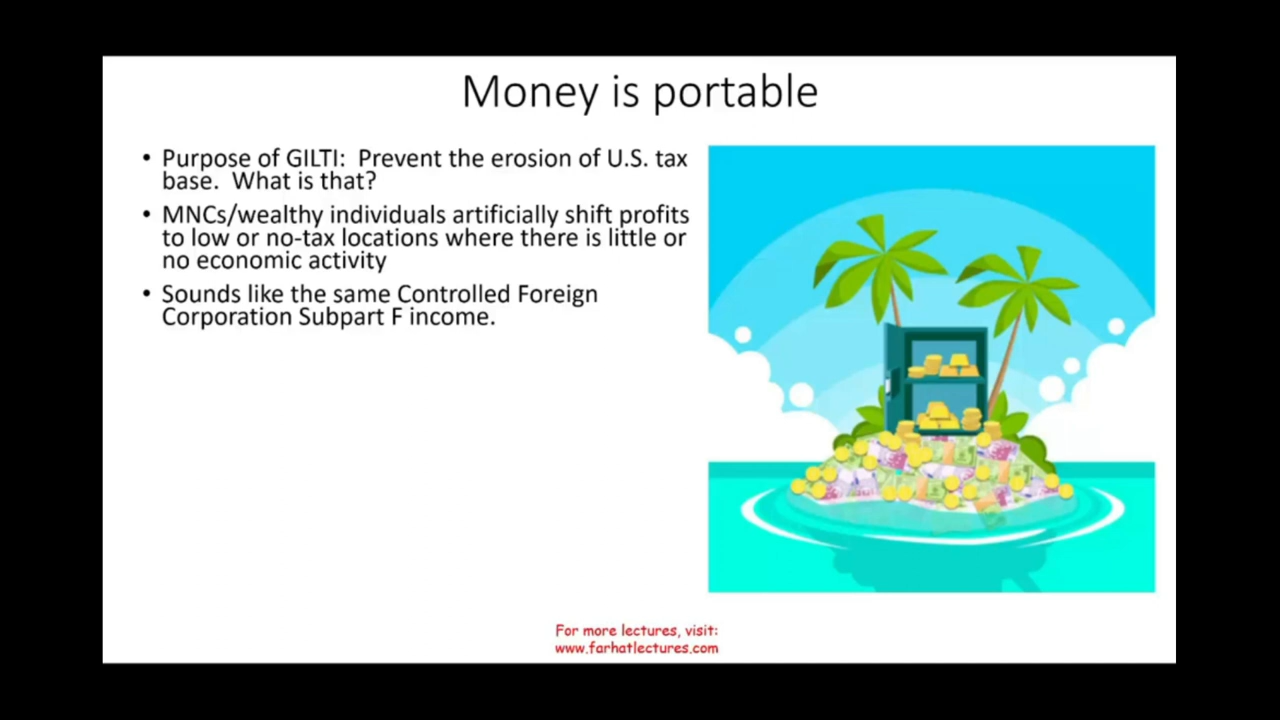 Money is portable
• Purpose of GILTI:  Prevent the erosion of U.S. tax
base.  What is that?
• MNCs/wealthy individuals artificially shift profits
to low or no-tax locations where there is little or
no economic activity
• Sounds like the same Controlled Foreign
Corporation Subpart F income.
For more lectures, visit:
www.farhatlectures.com